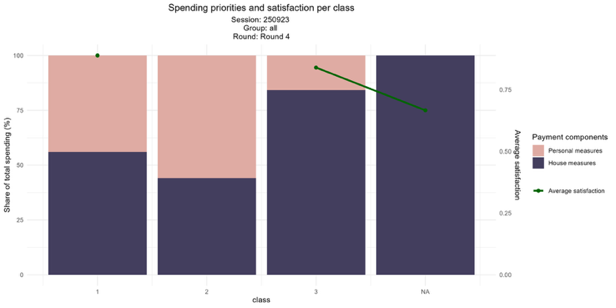 Spending priorities and satisfaction per class
Session: 250923
Group: all
Round: Round 4
Share of total spending (%)
100
75
50
25
0
0.75
0.50
0.25
0.00
Average satisfaction
1
2
3
NA
class
Payment components
Personal measures
House measures
Average satisfaction